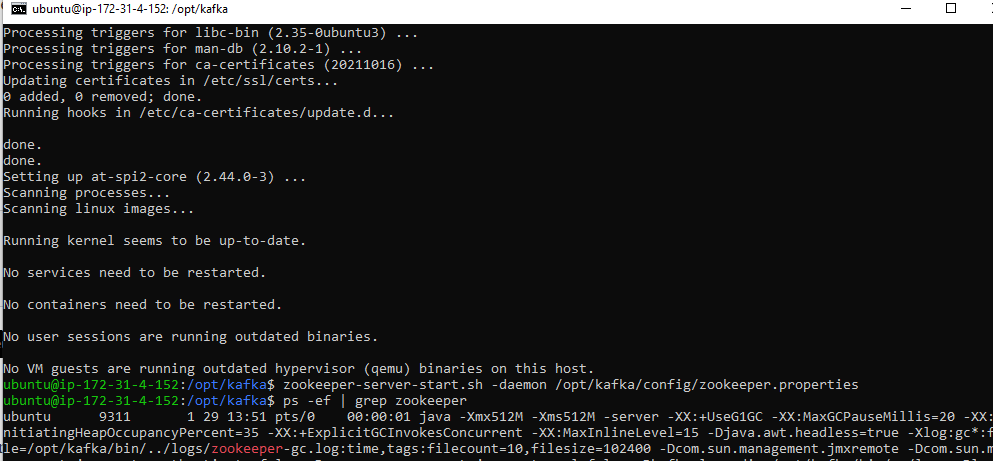 ubuntu@ip-172-31-4-152: /opt/kafka
Processing triggers for libc-bin (2.35-0ubuntu3) ...
Processing triggers for man-db (2.10.2-1) ...
Processing triggers for ca-certificates (20211016) ...
Updating certificates in /etc/ssl/certs...
0 added, 0 removed; done.
Running hooks in /etc/ca-certificates/update.d...
done.
done.
Setting up at-spi2-core (2.44.0-3) ...
Scanning processes...
Scanning linux images...
Running kernel seems to be up-to-date.
No services need to be restarted.
No containers need to be restarted.
No user sessions are running outdated binaries.
No VM guests are running outdated hypervisor (qemu) binaries on this host.
ubuntu@ip-172-31-4-152:/opt/kafka$ zookeeper-server-start.sh -daemon /opt/kafka/config/zookeeper.properties
ubuntu@ip-172-31-4-152:/opt/kafka$ ps -ef | grep zookeeper
ubuntu 9311 1 29 13:51 pts/0 00:00:01 java -Xmx512M -Xms512M -server -XX:+UseG1GC -XX:MaxGCPauseMillis=20 -XX:
nitiatingHeapOccupancyPercent=35 -XX:+ExplicitGCInvokesConcurrent -XX:MaxInlineLevel=15 -Djava.awt.headless=true -Xlog:gc*:f
le=/opt/kafka/bin/../logs/zookeeper-gc.log:time,tags:filecount=10,filesize=102400 -Dcom.sun.management.jmxremote -Dcom.sun.m